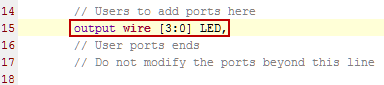 14 // Users to add ports here
15 output wire [3:0] LED,
16 // User ports ends
17 // Do not modify the ports beyond this line
18